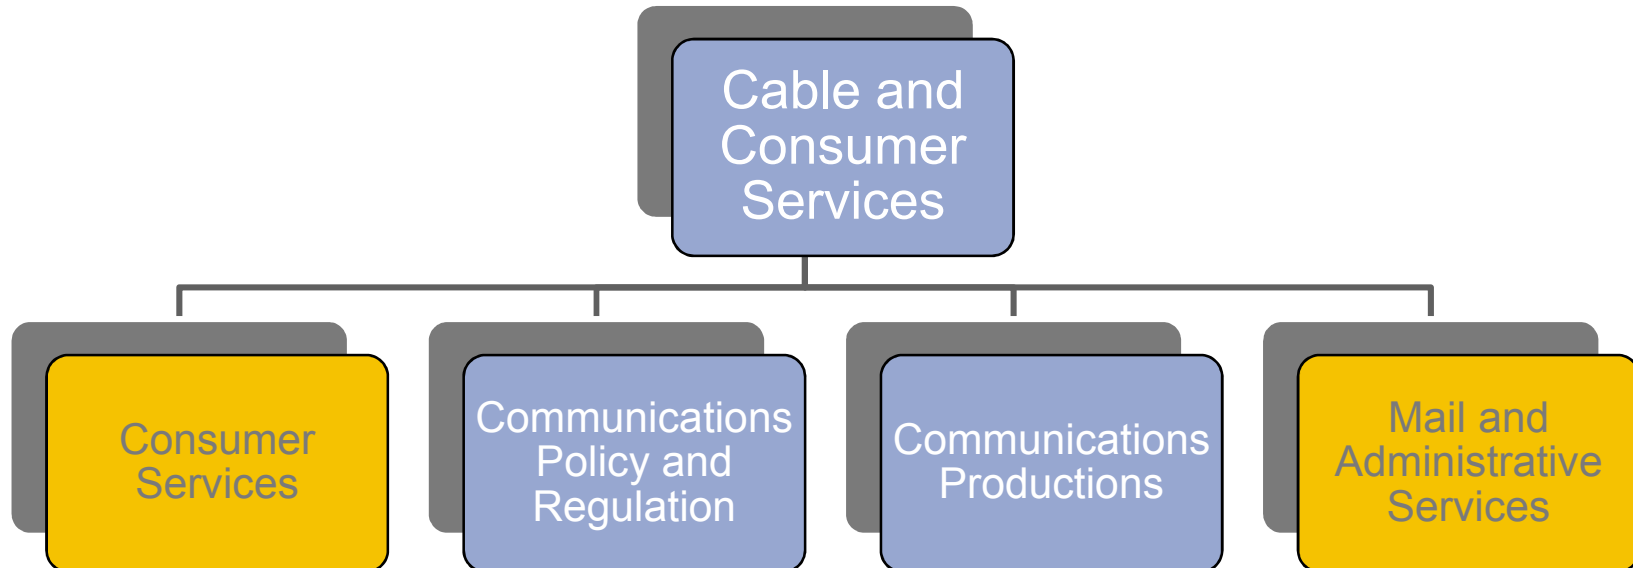 Cable and
Consumer
Services
Consumer
Services
Communications
Policy and
Regulation
Communications
Productions
Mail and
Administrative
Services